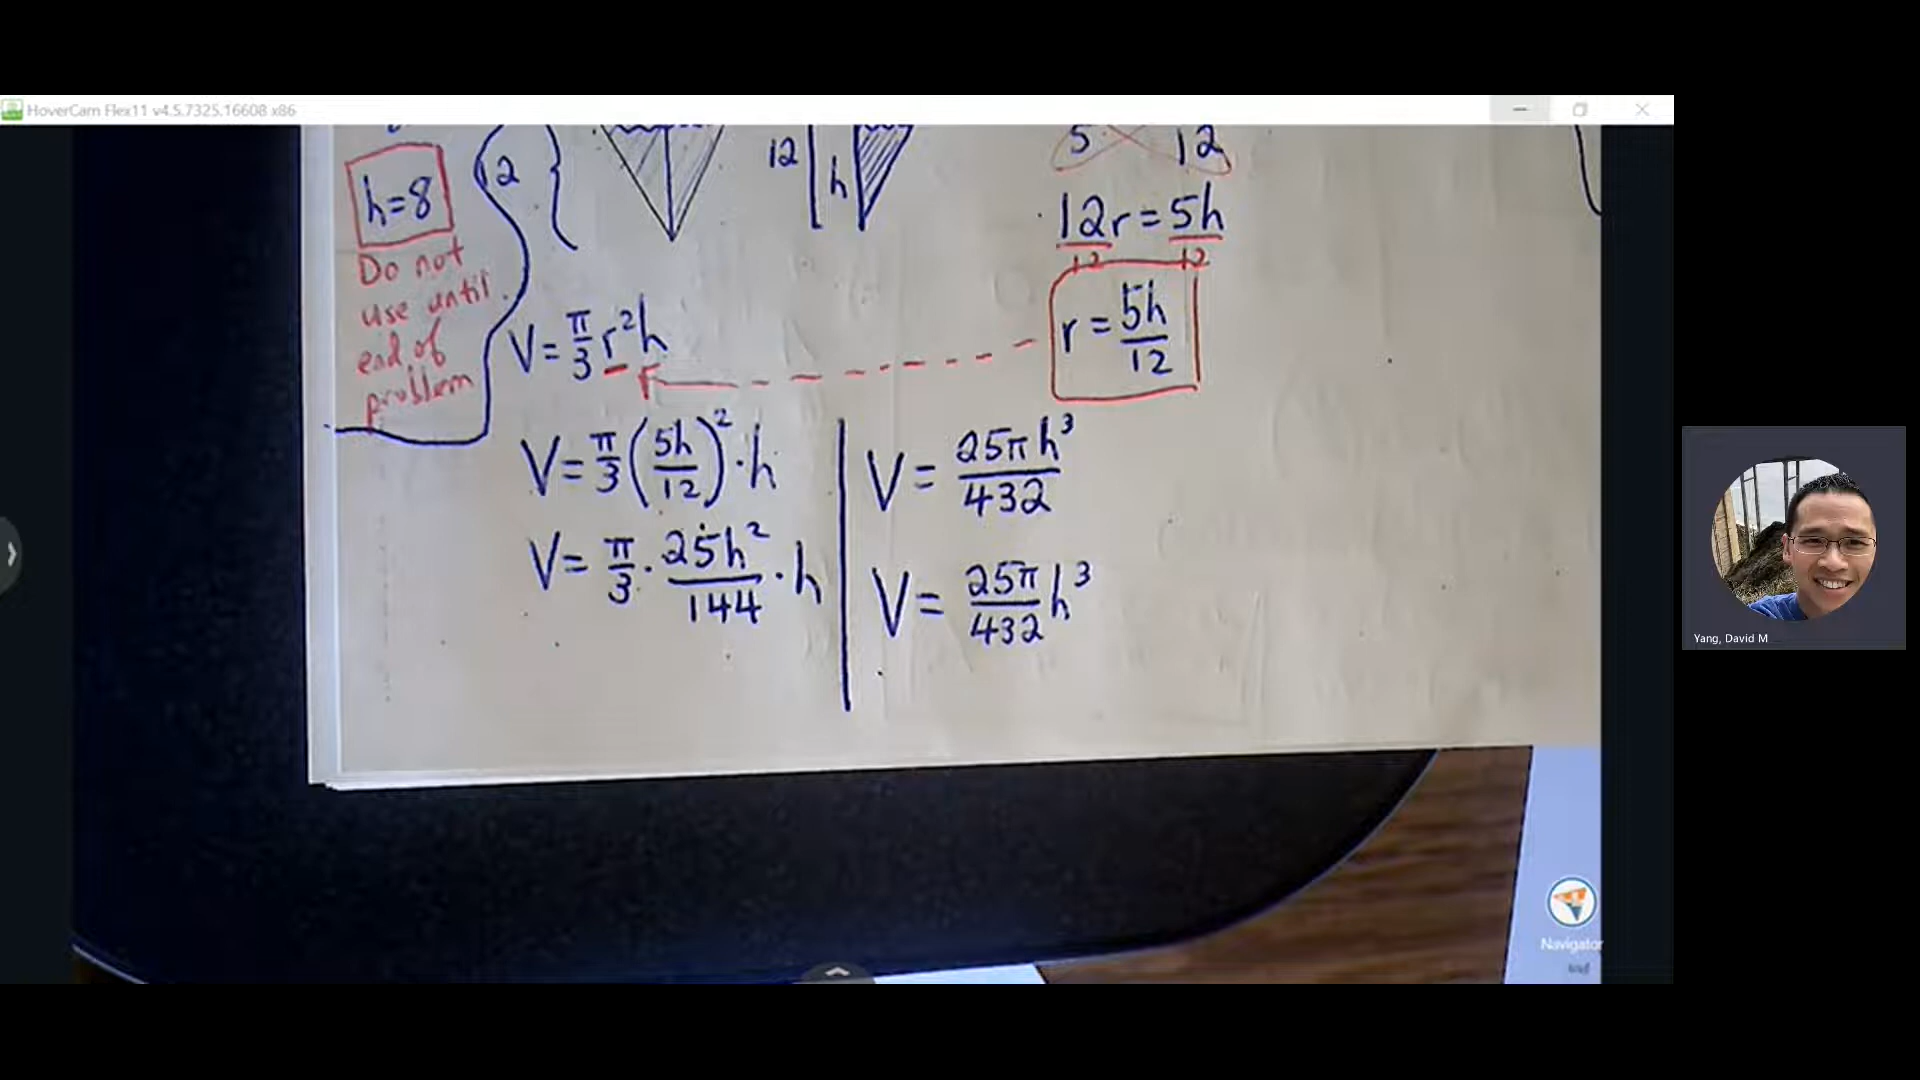 HoverCam Flex11 v4.5.7325.16608 x86
h=8
Do not
use until
end of
problem
12
12
h
5 12
12r = 5h
12 12
r = 5h/12
V = π/3 r²h
V = π/3 (5h/12)² · h
V = π/3 · 25h²/144 · h
V = 25πh³/432
V = 25π/432 h³
Yang, David M
Navigator